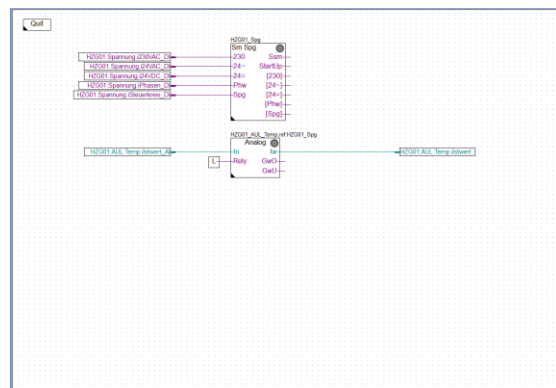 Quit
HZG01_Spg
Sm Spg
HZG01.Spannung.i230VAC_DI 230 Ssm
HZG01.Spannung.i24VAC_DI 24~ StartUp
HZG01.Spannung.i24VDC_DI 24= [230]
HZG01.Spannung.iPhasen_DI Phw [24~]
HZG01.Spannung.iSteuerkreis_DI Spg [24=]
[Phw]
[Spg]
HZG01_AUL_Temp.ref.HZG01_Spg
Analog
HZG01.AUL.Temp.iIstwert_AI In Iw HZG01.AUL.Temp.iIstwert
L Rely GwO
GwU